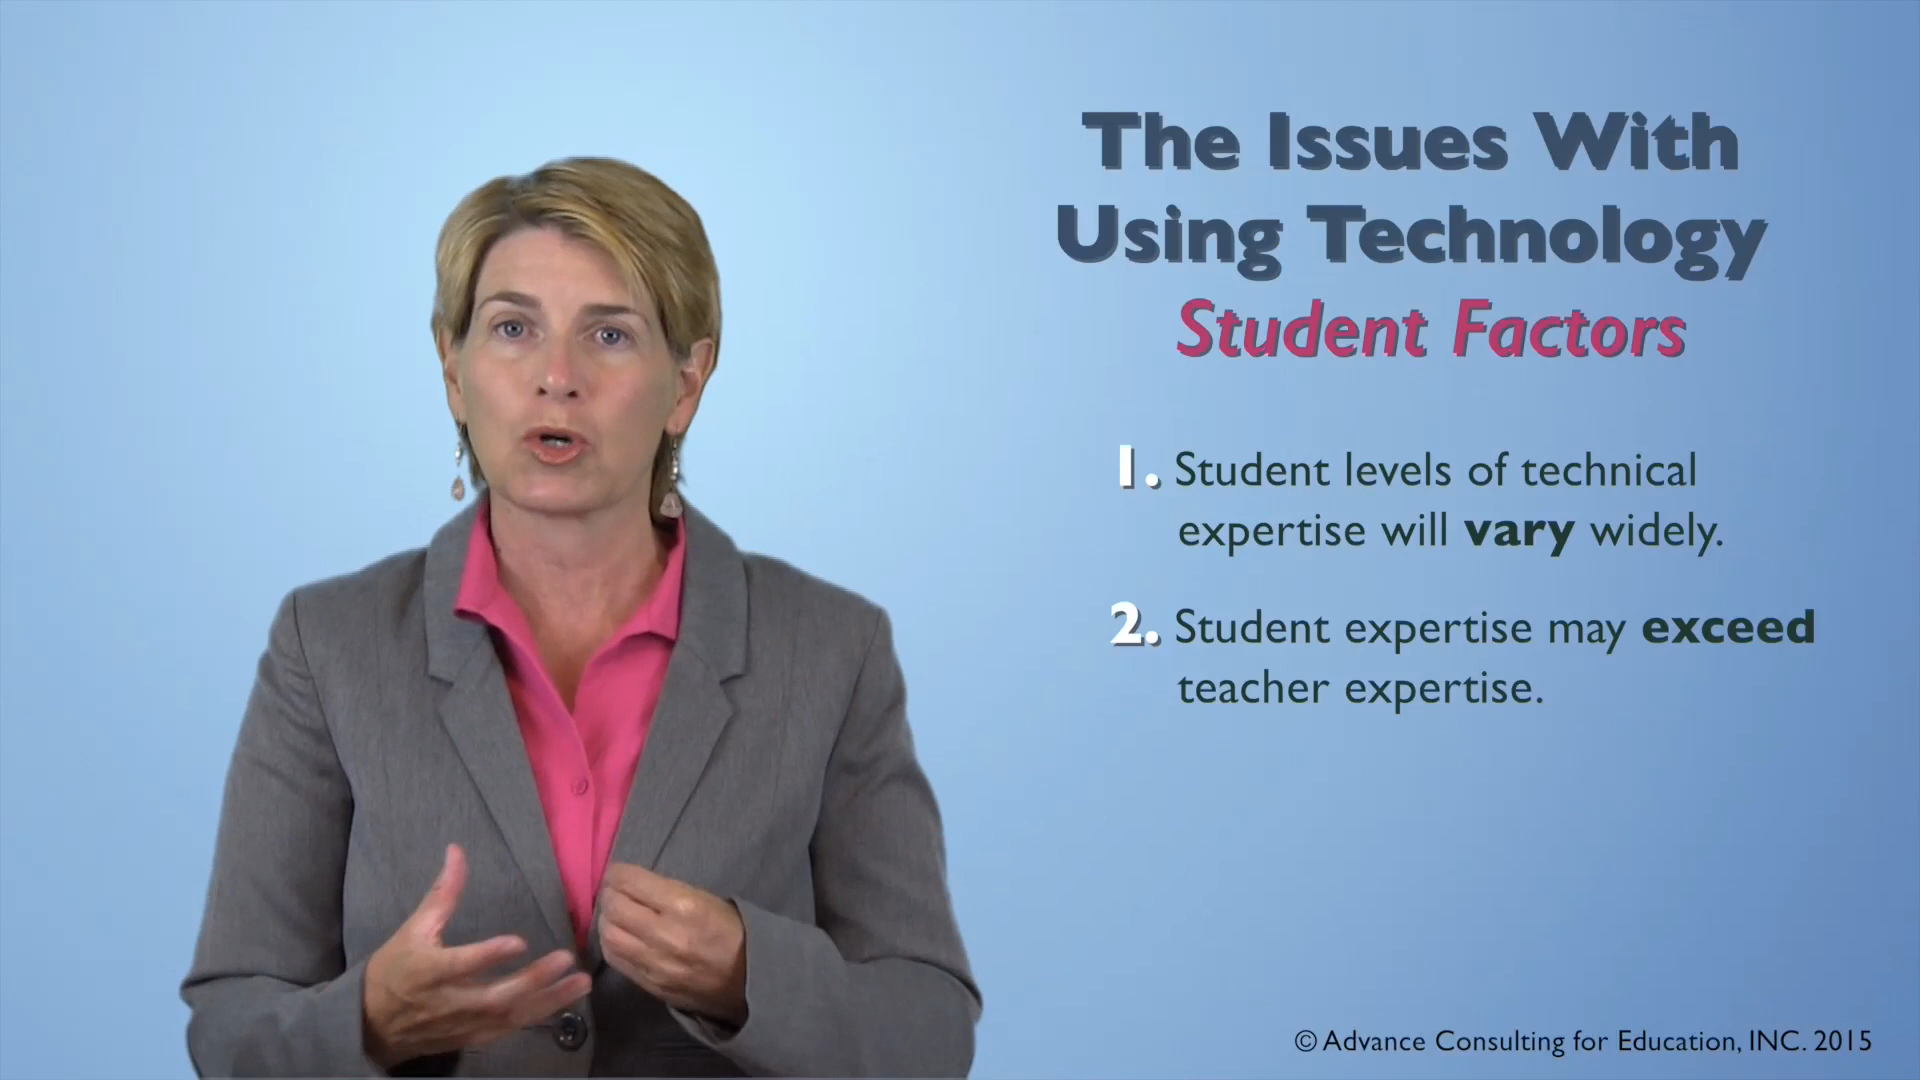 The Issues With
Using Technology
Student Factors
1. Student levels of technical
expertise will vary widely.
2. Student expertise may exceed
teacher expertise.
© Advance Consulting for Education, INC. 2015